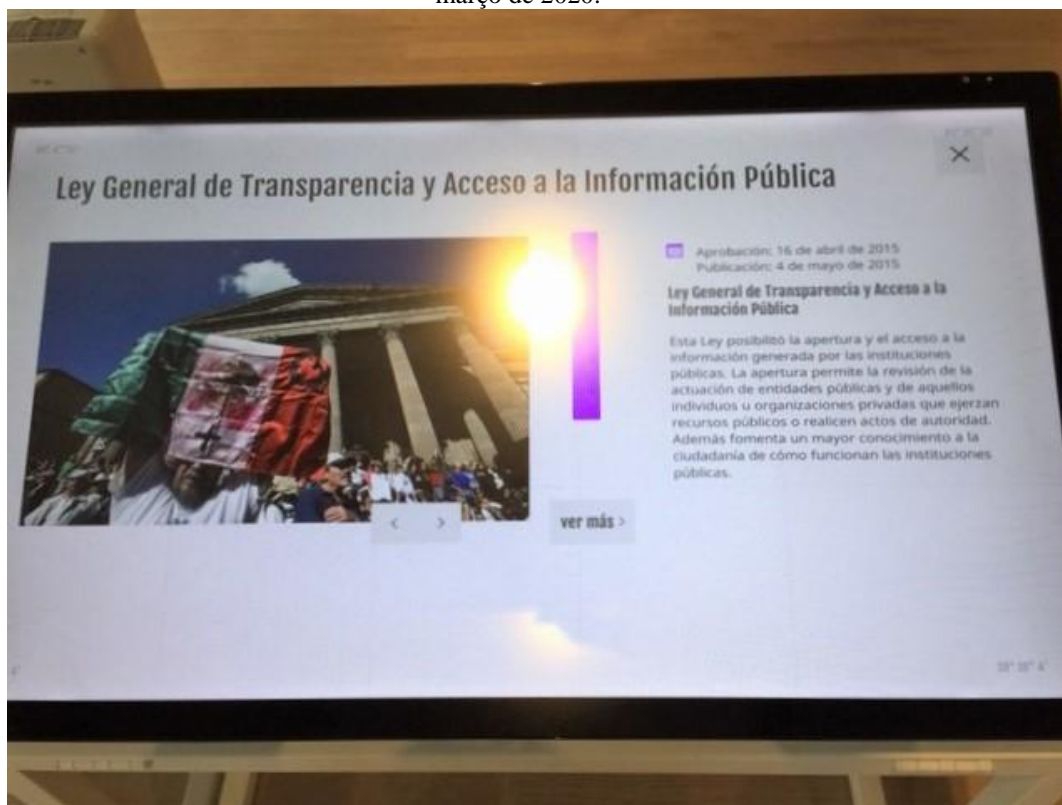 março de 2020.
Ley General de Transparencia y Acceso a la Información Pública
Aprobación: 16 de abril de 2015
Publicación: 4 de mayo de 2015
Ley General de Transparencia y Acceso a la
Información Pública
Esta Ley posibilitó la apertura y el acceso a la
información generada por las instituciones
públicas. La apertura permite la revisión de la
actuación de entidades públicas y de aquellos
individuos u organizaciones privadas que ejerzan
recursos públicos o realicen actos de autoridad.
Además fomenta un mayor conocimiento a la
ciudadanía de cómo funcionan las instituciones
públicas.
ver más >